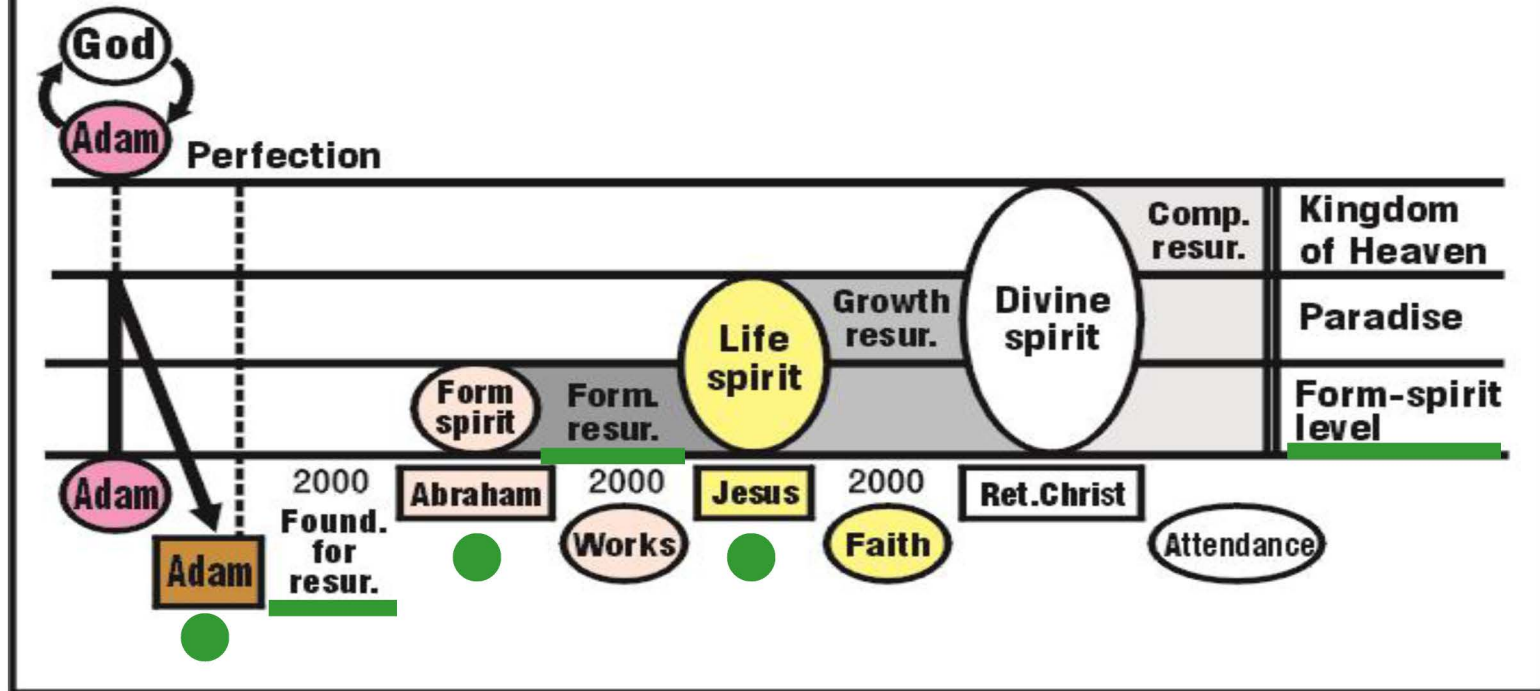 God
Adam
Perfection
Comp.
resur.
Kingdom
of Heaven
Growth
resur.
Divine
spirit
Paradise
Life
spirit
Form
spirit
Form.
resur.
Form-spirit
level
Adam
2000
Found.
for
resur.
Abraham
2000
Works
Jesus
2000
Faith
Ret.Christ
Attendance
Adam